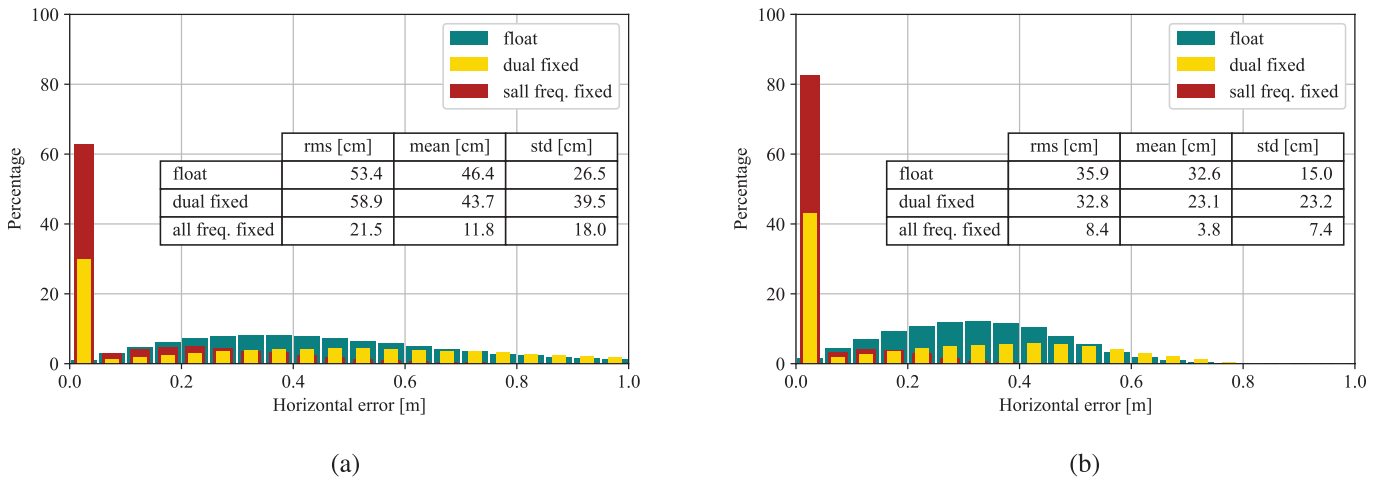 100
80
60
40
20
0
Percentage
float
dual fixed
sall freq. fixed
rms [cm] mean [cm] std [cm]
float 53.4 46.4 26.5
dual fixed 58.9 43.7 39.5
all freq. fixed 21.5 11.8 18.0
0.0 0.2 0.4 0.6 0.8 1.0
Horizontal error [m]
(a)
100
80
60
40
20
0
Percentage
float
dual fixed
sall freq. fixed
rms [cm] mean [cm] std [cm]
float 35.9 32.6 15.0
dual fixed 32.8 23.1 23.2
all freq. fixed 8.4 3.8 7.4
0.0 0.2 0.4 0.6 0.8 1.0
Horizontal error [m]
(b)